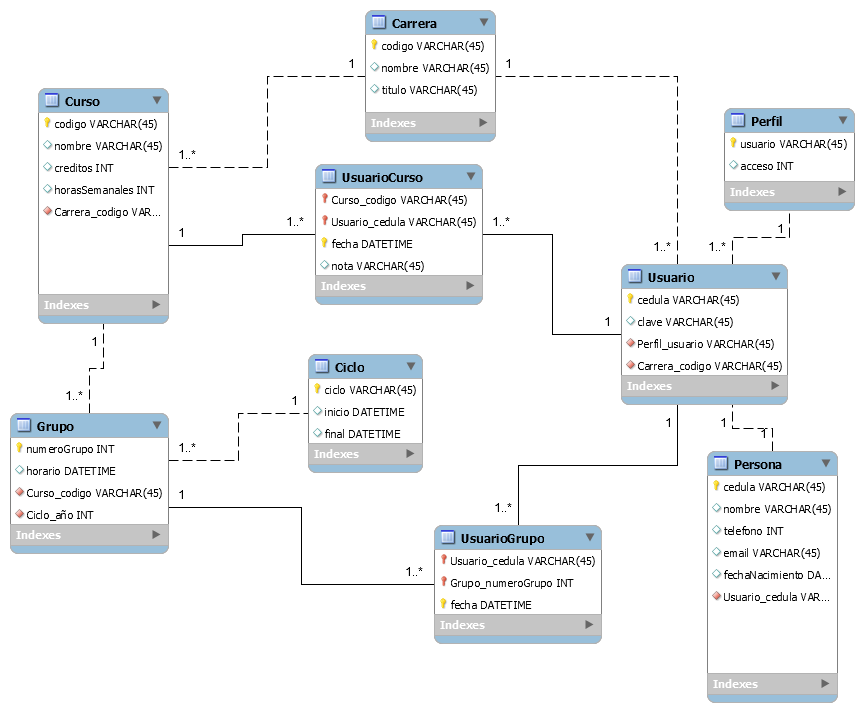 Carrera
codigo VARCHAR(45)
nombre VARCHAR(45)
titulo VARCHAR(45)
Indexes
1
1
Curso
codigo VARCHAR(45)
nombre VARCHAR(45)
creditos INT
horasSemanales INT
Carrera_codigo VAR...
Indexes
1..*
1
1
UsuarioCurso
Curso_codigo VARCHAR(45)
Usuario_cedula VARCHAR(45)
fecha DATETIME
nota VARCHAR(45)
Indexes
1..*
1..*
Perfil
usuario VARCHAR(45)
acceso INT
Indexes
1
1..*
1..*
Usuario
cedula VARCHAR(45)
clave VARCHAR(45)
Perfil_usuario VARCHAR(45)
Carrera_codigo VARCHAR(45)
Indexes
1
1
1
1
Ciclo
ciclo VARCHAR(45)
inicio DATETIME
final DATETIME
Indexes
1
1..*
Grupo
numeroGrupo INT
horario DATETIME
Curso_codigo VARCHAR(45)
Ciclo_año INT
Indexes
1..*
1
UsuarioGrupo
Usuario_cedula VARCHAR(45)
Grupo_numeroGrupo INT
fecha DATETIME
Indexes
1..*
1..*
Persona
cedula VARCHAR(45)
nombre VARCHAR(45)
telefono INT
email VARCHAR(45)
fechaNacimiento DA...
Usuario_cedula VAR...
Indexes